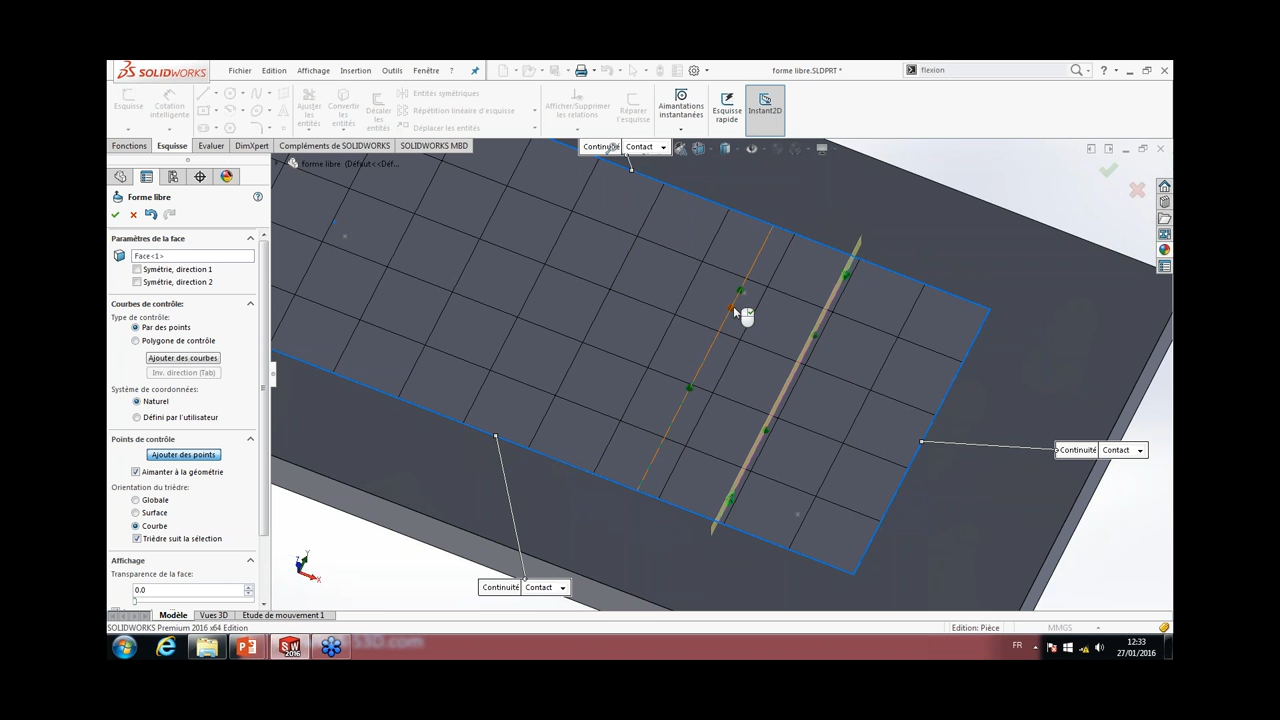 SOLIDWORKS
Fichier Edition Affichage Insertion Outils Fenêtre
forme libre.SLDPRT *
flexion
Esquisse
Cotation intelligente
Ajuster les entités
Convertir les entités
Décaler les entités
Entités symétriques
Répétition linéaire d'esquisse
Déplacer les entités
Afficher/Supprimer les relations
Réparer l'esquisse
Aimantations instantanées
Esquisse rapide
Instant2D
Fonctions Esquisse Evaluer DimXpert Compléments de SOLIDWORKS SOLIDWORKS MBD
Contact
forme libre (Défaut<<Déf...
Forme libre
Paramètres de la face
Face<1>
Symétrie, direction 1
Symétrie, direction 2
Courbes de contrôle:
Type de contrôle:
Par des points
Polygone de contrôle
Ajouter des courbes
Inv. direction (Tab)
Système de coordonnées:
Naturel
Défini par l'utilisateur
Points de contrôle
Ajouter des points
Aimanter à la géométrie
Orientation du trièdre:
Globale
Surface
Courbe
Trièdre suit la sélection
Affichage
Transparence de la face:
0.0
Continuité Contact
Continuité Contact
Y
Z
X
Modèle Vues 3D Etude de mouvement 1
SOLIDWORKS Premium 2016 x64 Edition
Edition: Pièce
MMGS
3D.com
SW 2016
FR
12:33
27/01/2016